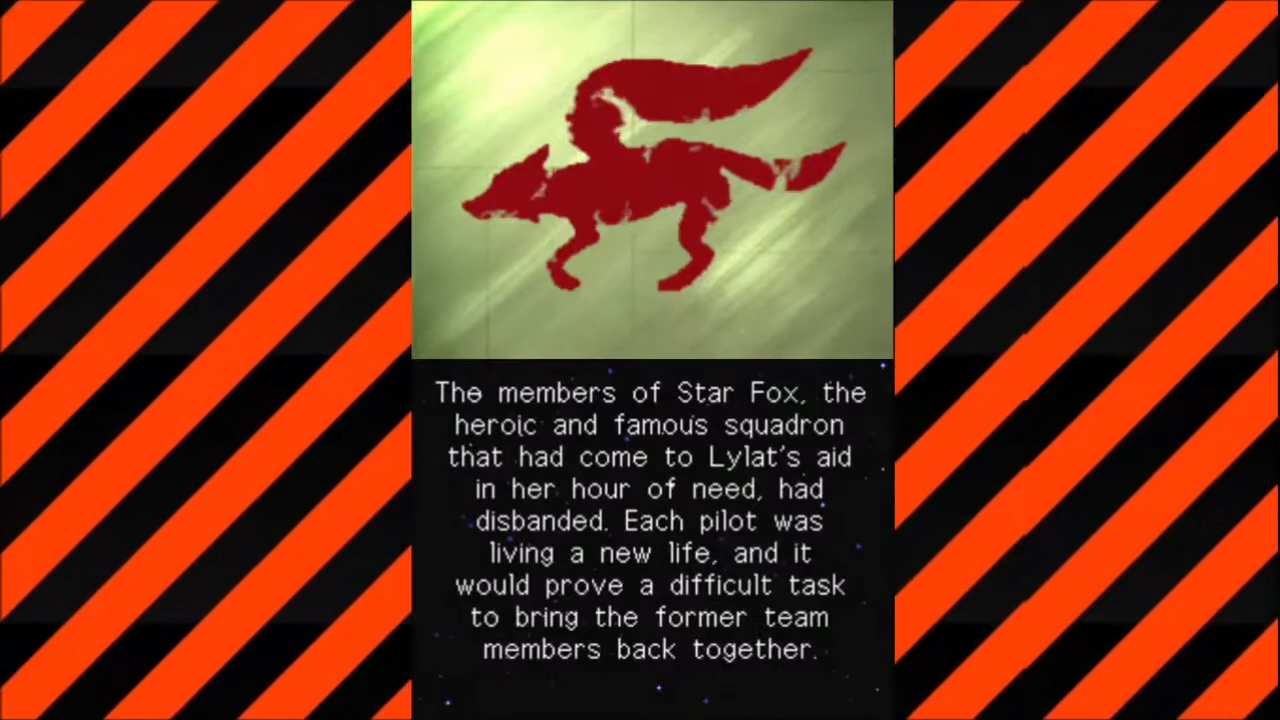 The members of Star Fox, the
heroic and famous squadron
that had come to Lylat's aid
in her hour of need, had
disbanded. Each pilot was
living a new life, and it
would prove a difficult task
to bring the former team
members back together.